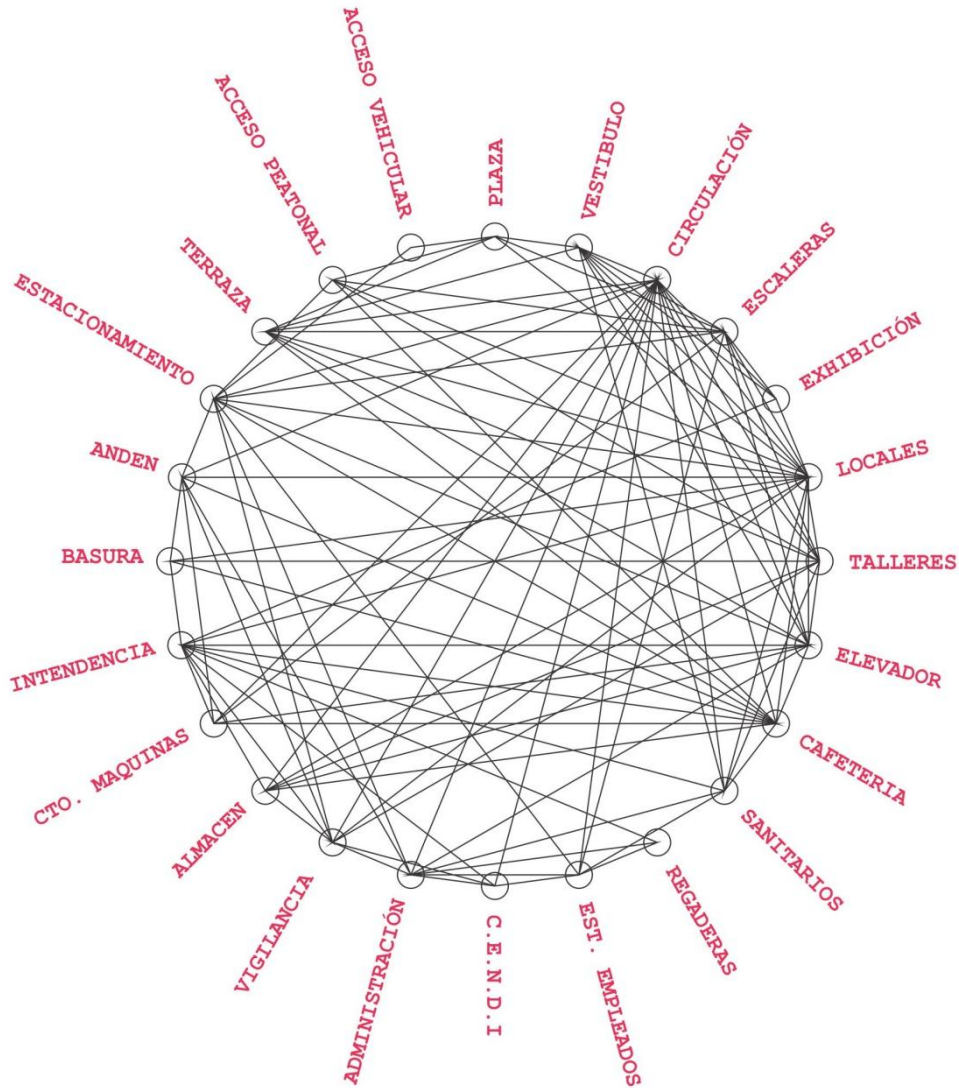 PLAZA
VESTIBULO
CIRCULACIÓN
ESCALERAS
EXHIBICIÓN
LOCALES
TALLERES
ELEVADOR
CAFETERIA
SANITARIOS
REGADERAS
EST. EMPLEADOS
C.E.N.D.I
ADMINISTRACIÓN
VIGILANCIA
ALMACEN
CTO. MAQUINAS
INTENDENCIA
BASURA
ANDEN
ESTACIONAMIENTO
TERRAZA
ACCESO PEATONAL
ACCESO VEHICULAR